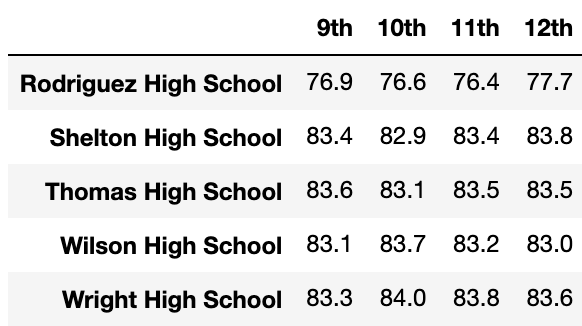 9th 10th 11th 12th
Rodriguez High School 76.9 76.6 76.4 77.7
Shelton High School 83.4 82.9 83.4 83.8
Thomas High School 83.6 83.1 83.5 83.5
Wilson High School 83.1 83.7 83.2 83.0
Wright High School 83.3 84.0 83.8 83.6